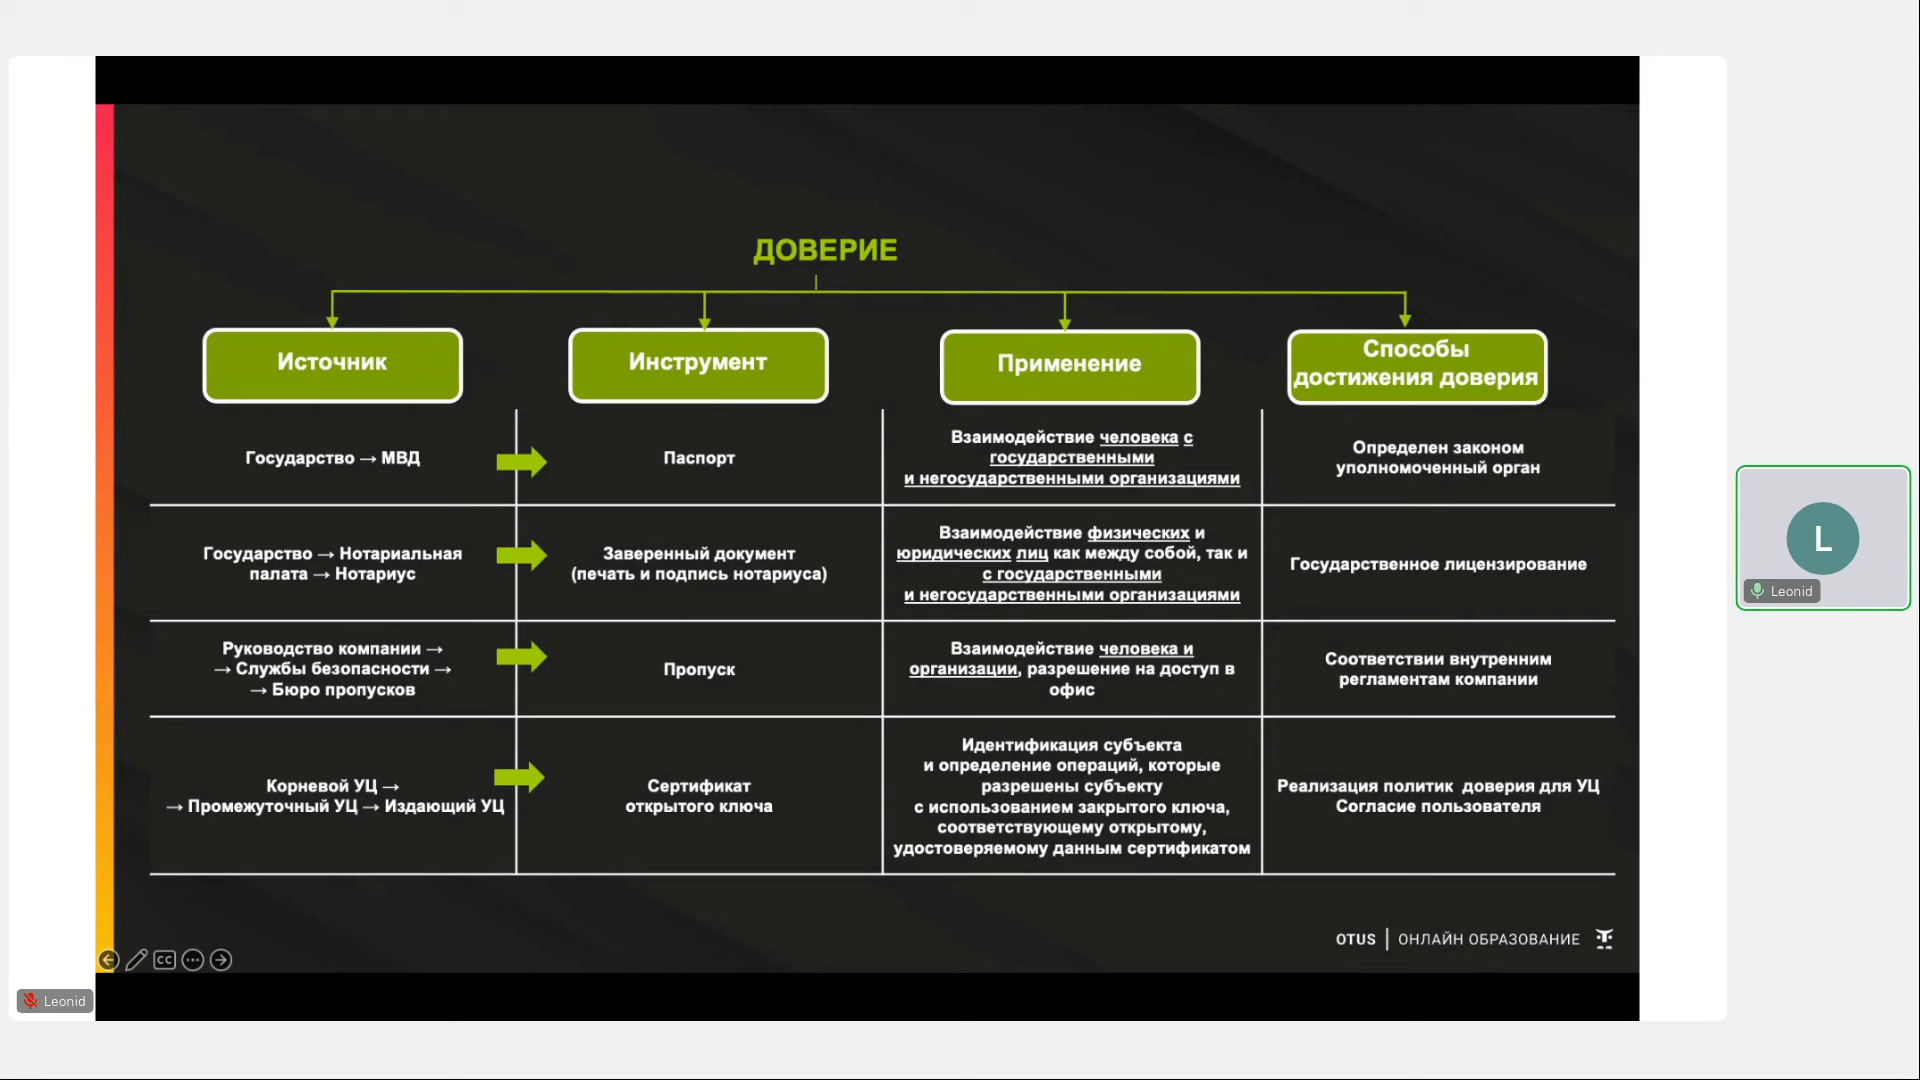 ДОВЕРИЕ
Источник
Инструмент
Применение
Способы
достижения доверия
Государство → МВД
Паспорт
Взаимодействие человека с
государственными
и негосударственными организациями
Определен законом
уполномоченный орган
Государство → Нотариальная
палата → Нотариус
Заверенный документ
(печать и подпись нотариуса)
Взаимодействие физических и
юридических лиц как между собой, так и
с государственными
и негосударственными организациями
Государственное лицензирование
Руководство компании →
→ Службы безопасности →
→ Бюро пропусков
Пропуск
Взаимодействие человека и
организации, разрешение на доступ в
офис
Соответствии внутренним
регламентам компании
Корневой УЦ →
→ Промежуточный УЦ → Издающий УЦ
Сертификат
открытого ключа
Идентификация субъекта
и определение операций, которые
разрешены субъекту
с использованием закрытого ключа,
соответствующему открытому,
удостоверяемому данным сертификатом
Реализация политик доверия для УЦ
Согласие пользователя
OTUS | ОНЛАЙН ОБРАЗОВАНИЕ
CC
Leonid
L
Leonid